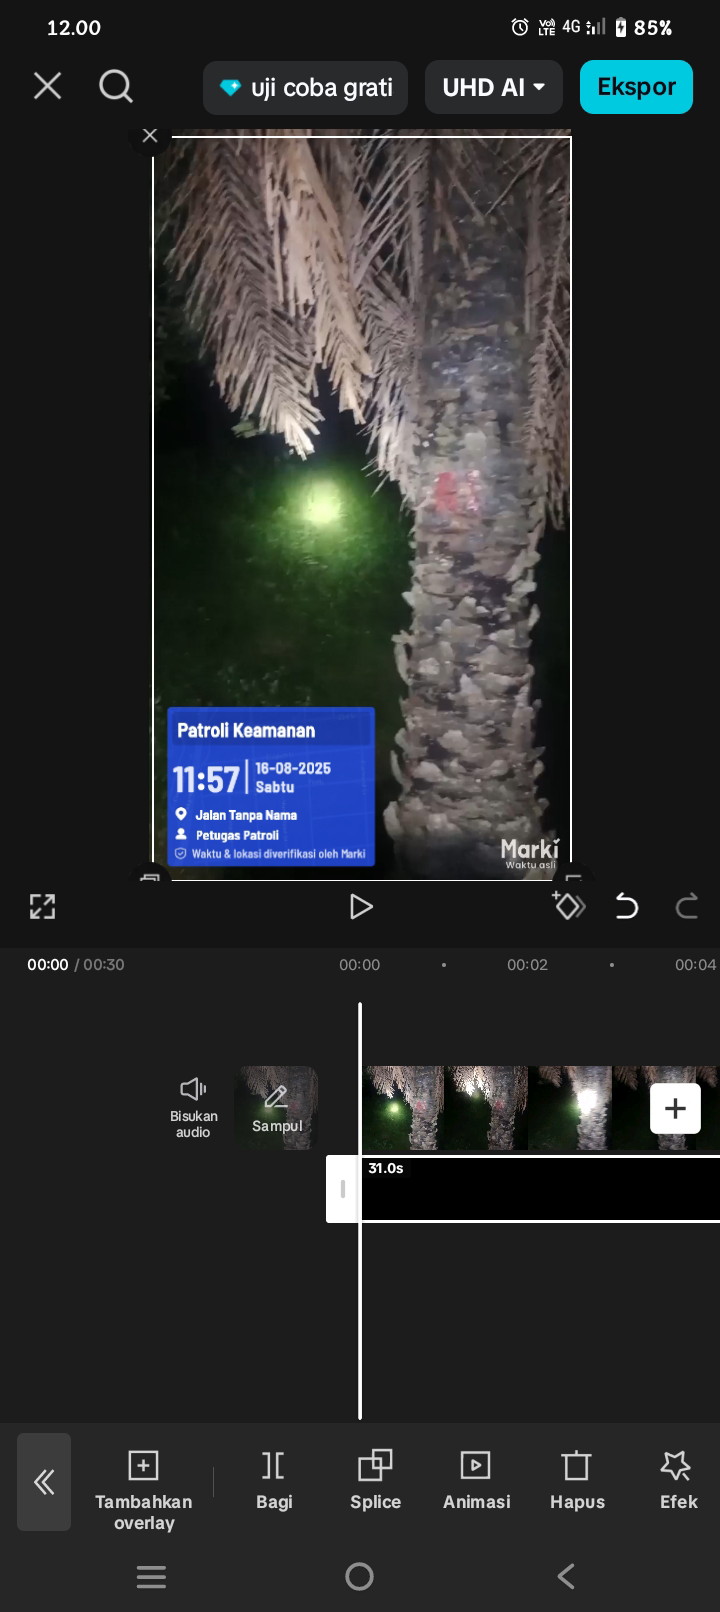 12.00
Vo) LTE 4G 85%
uji coba grati
UHD AI
Ekspor
Patroli Keamanan
11:57
16-08-2025
Sabtu
Jalan Tanpa Nama
Petugas Patroli
Waktu & lokasi diverifikasi oleh Marki
Marki
Waktu asli
00:00 / 00:30
00:00
00:02
00:04
Bisukan
audio
Sampul
31.0s
Tambahkan
overlay
Bagi
Splice
Animasi
Hapus
Efek